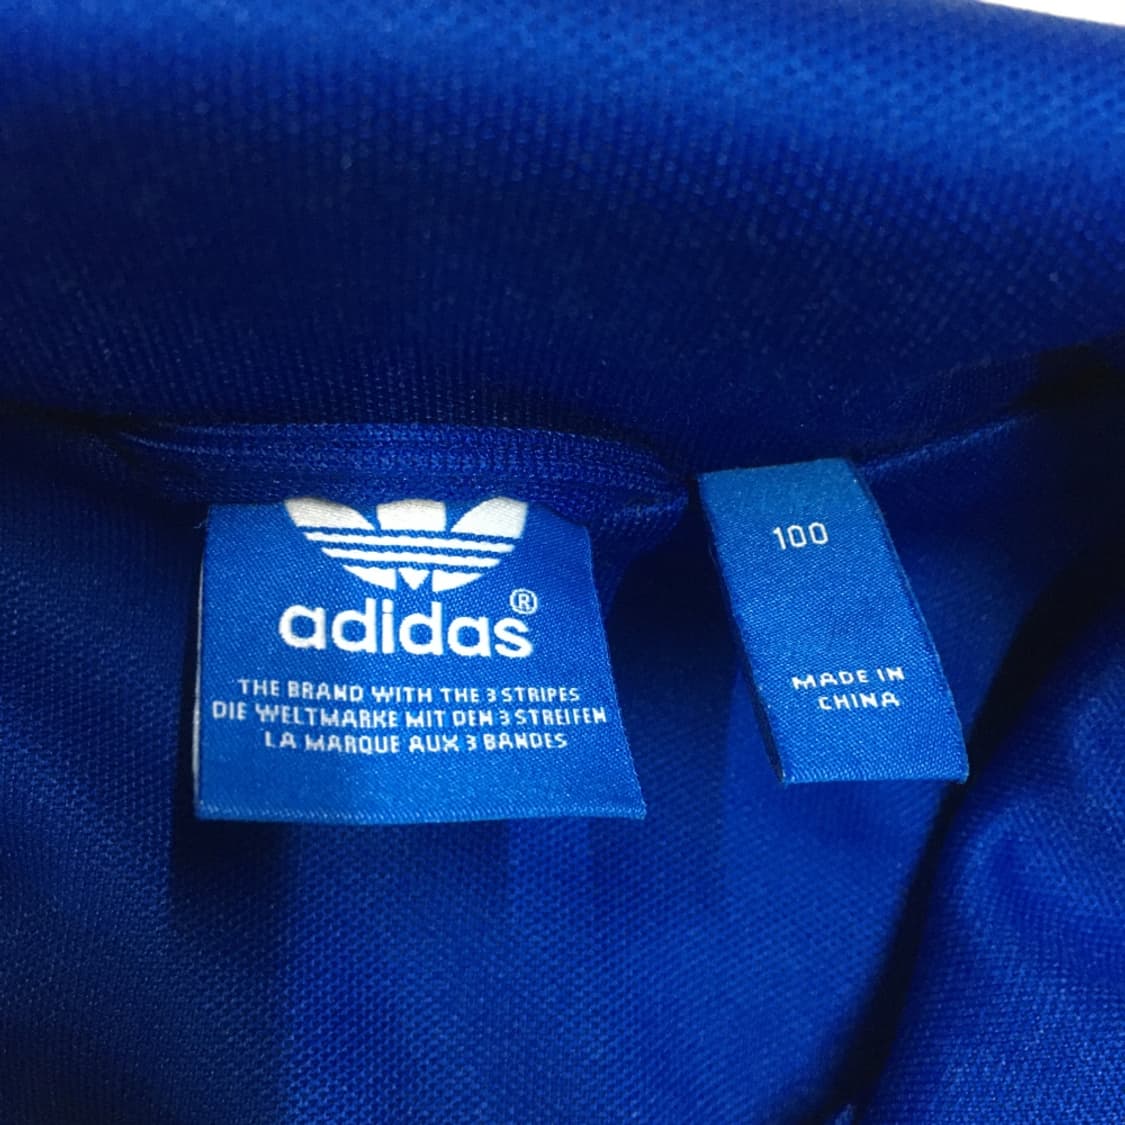 adidas®
THE BRAND WITH THE 3 STRIPES
DIE WELTMARKE MIT DEN 3 STREIFEN
LA MARQUE AUX 3 BANDES
100
MADE IN
CHINA